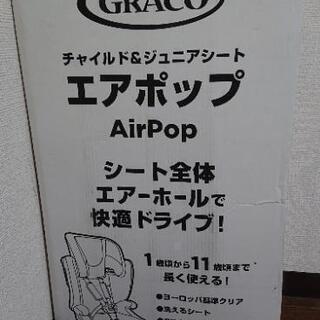 GRACO
チャイルド&ジュニアシート
エアポップ
AirPop
シート全体
エアーホールで
快適ドライブ!
1歳頃から11歳頃まで
長く使える!
●ヨーロッパ基準クリア
●洗えるシート